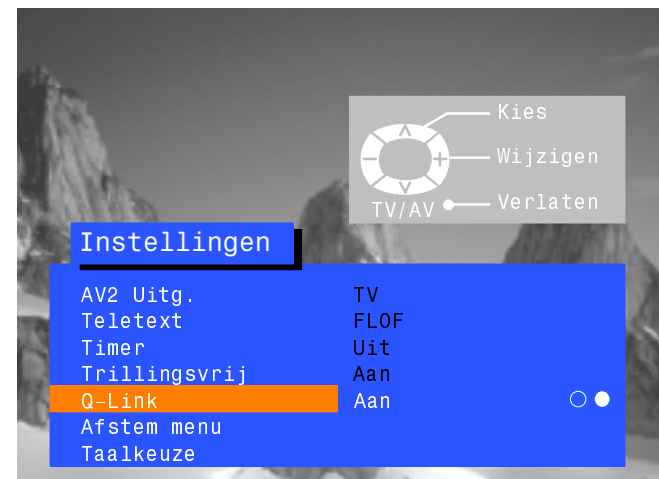 Kies
Wijzigen
TV/AV
Verlaten
Instellingen
AV2 Uitg. TV
Teletext FLOF
Timer Uit
Trillingsvrij Aan
Q-Link Aan
Afstem menu
Taalkeuze